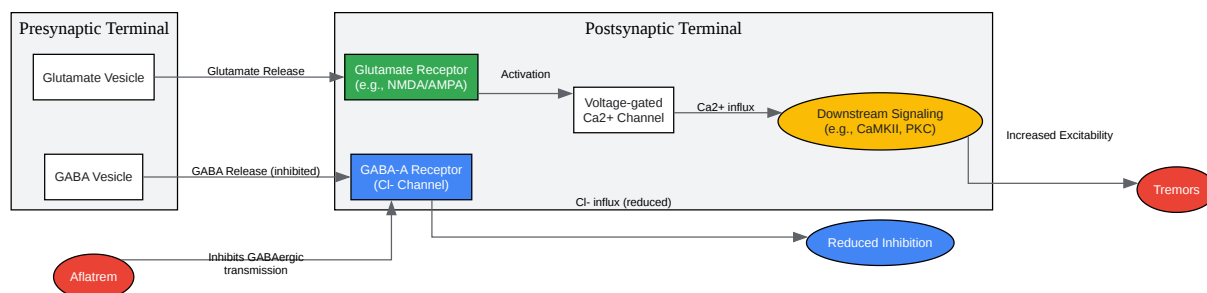 Presynaptic Terminal
Postsynaptic Terminal
Glutamate Vesicle
Glutamate Release
Glutamate Receptor
(e.g., NMDA/AMPA)
Activation
Voltage-gated
Ca2+ Channel
Ca2+ influx
Downstream Signaling
(e.g., CaMKII, PKC)
Increased Excitability
Tremors
GABA Vesicle
GABA Release (inhibited)
GABA-A Receptor
(Cl- Channel)
Cl- influx (reduced)
Reduced Inhibition
Aflatrem
Inhibits GABAergic
transmission